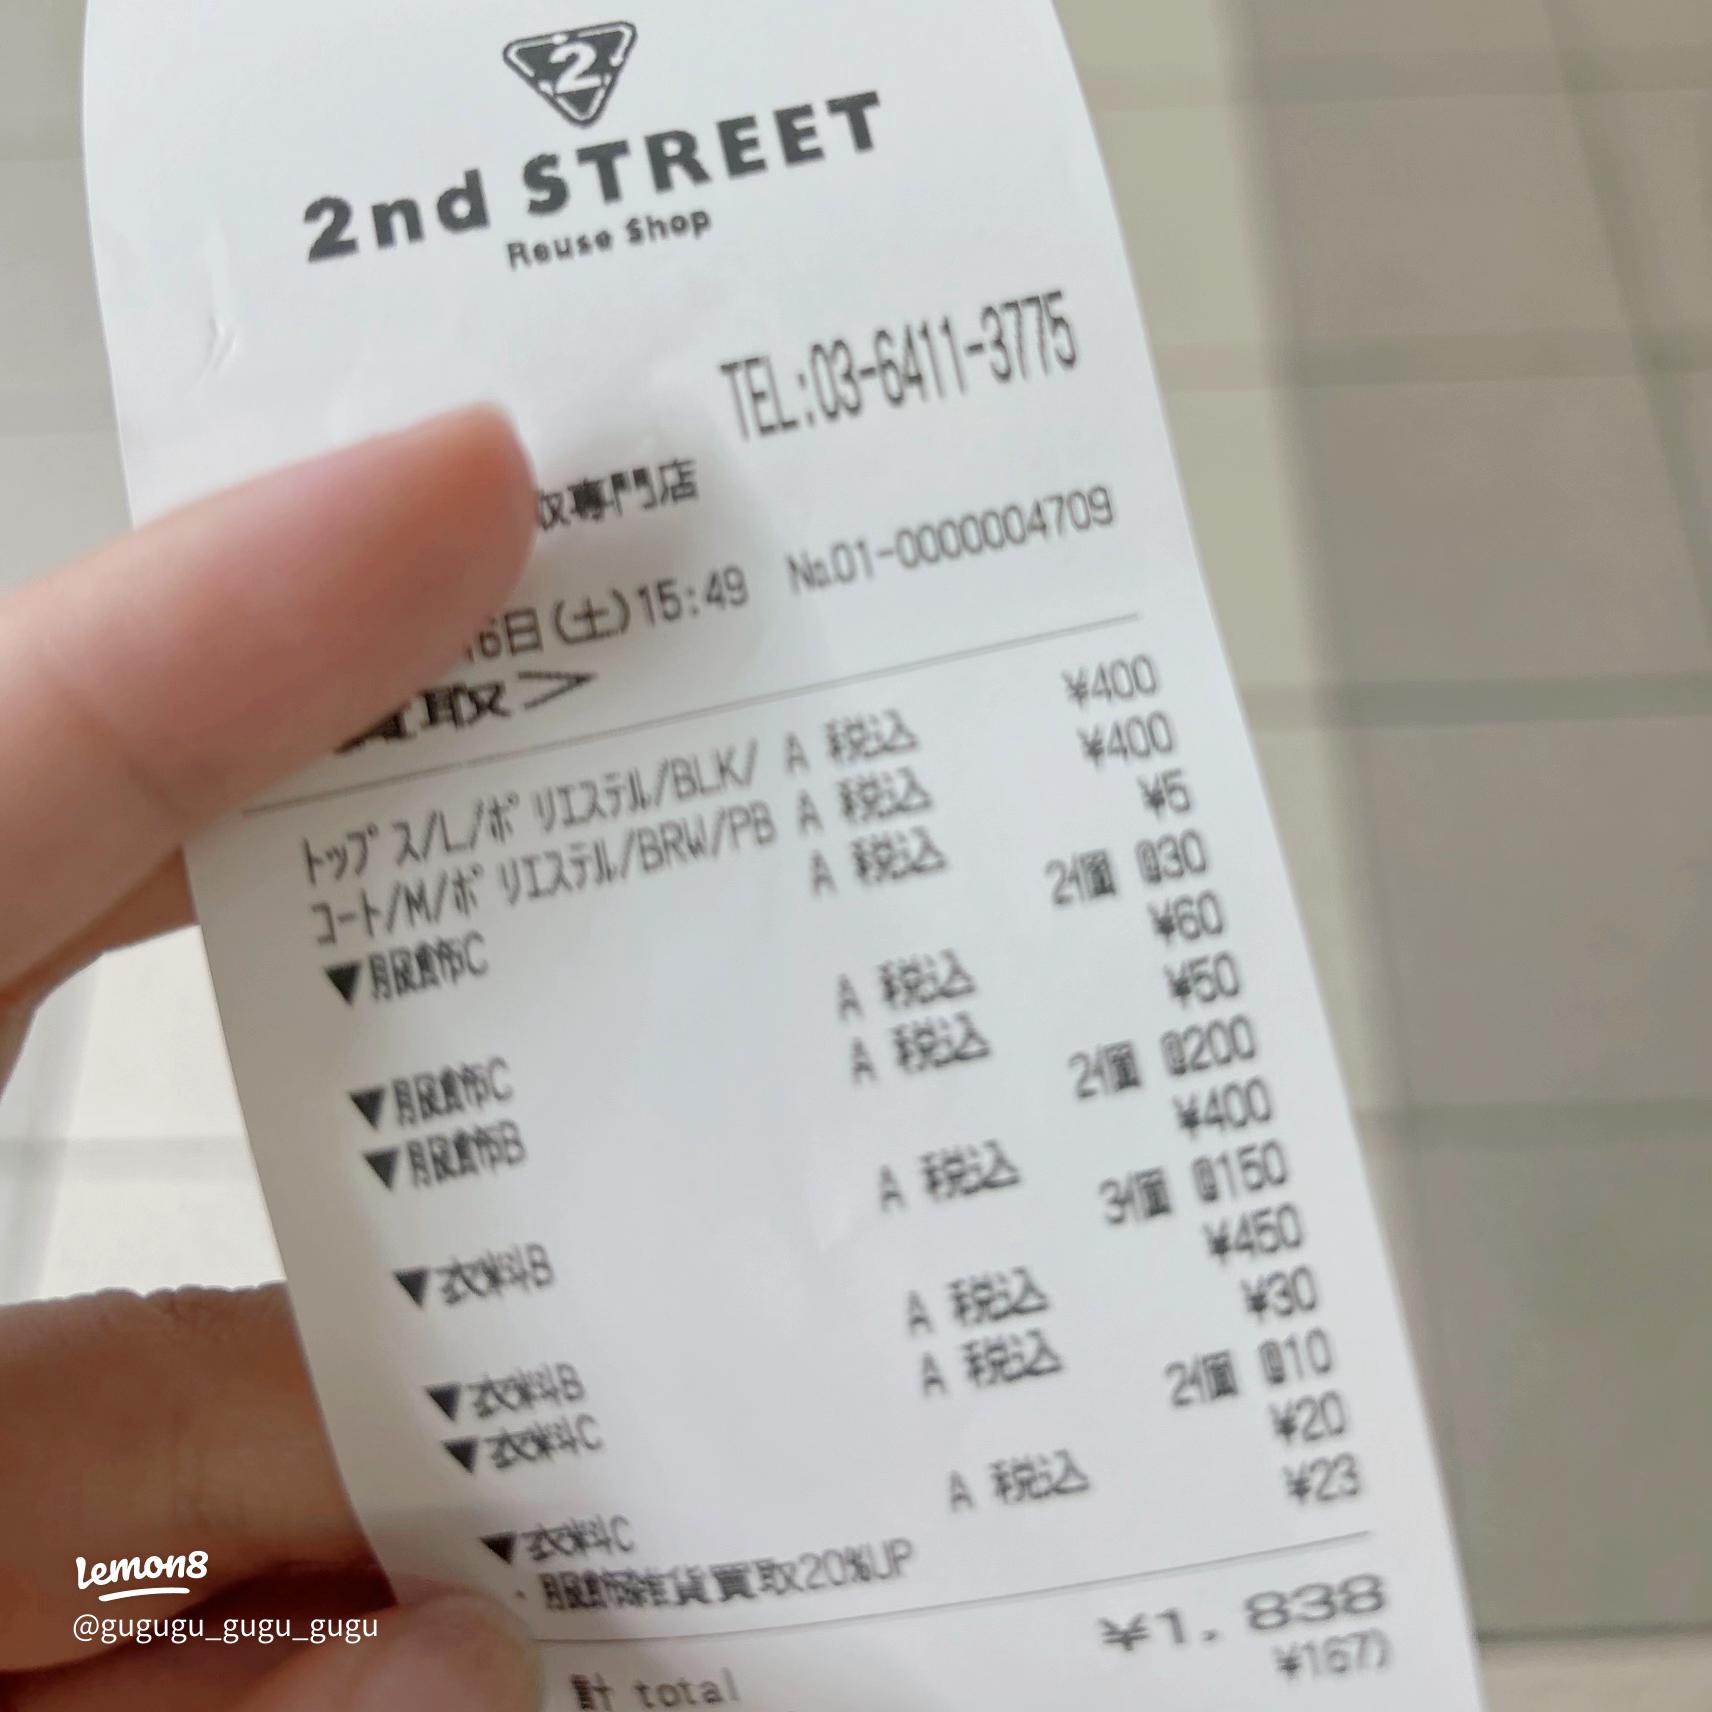 2
2nd STREET
Reuse Shop
TEL:03-6411-3775
取専門店
16日(土)15:49 №01-0000004709
買取>
トップス/L/ポリエステル/BLK/ A 税込 ¥400
コート/M/ポリエステル/BRW/PB A 税込 ¥400
▼服飾C A 税込 ¥5
2個 @30
▼服飾C A 税込 ¥60
▼服飾B A 税込 ¥50
2個 @200
▼衣料B A 税込 ¥400
3個 @150
▼衣料B A 税込 ¥450
▼衣料C A 税込 ¥30
2個 @10
▼衣料C A 税込 ¥20
・服飾雑貨買取20%UP ¥23
計 total ¥1,838
¥167)
lemon8
@gugugu_gugu_gugu